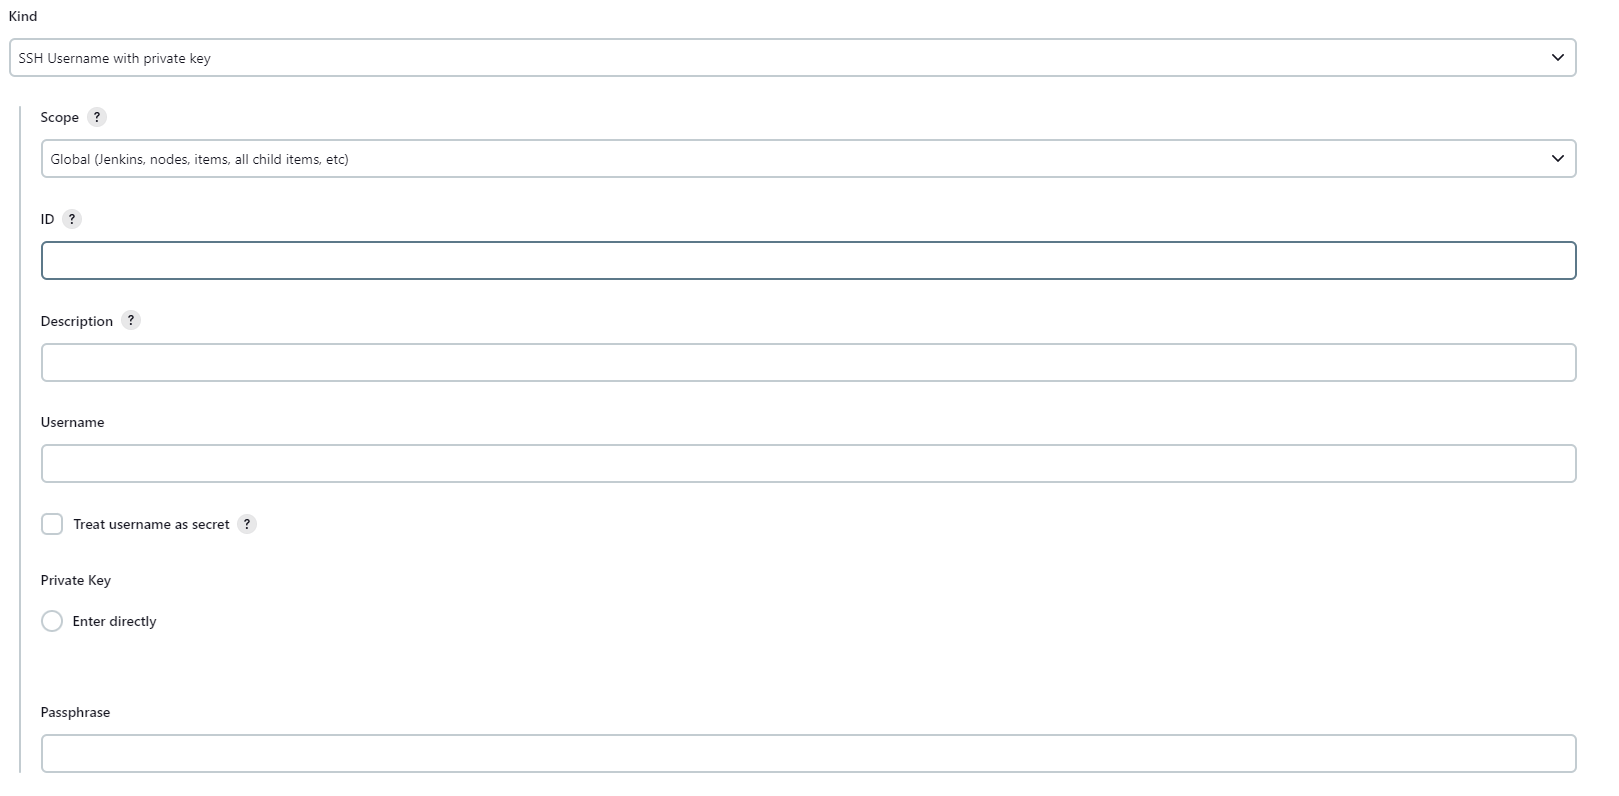 Kind
SSH Username with private key
Scope ?
Global (Jenkins, nodes, items, all child items, etc)
ID ?
Description ?
Username
Treat username as secret ?
Private Key
Enter directly
Passphrase